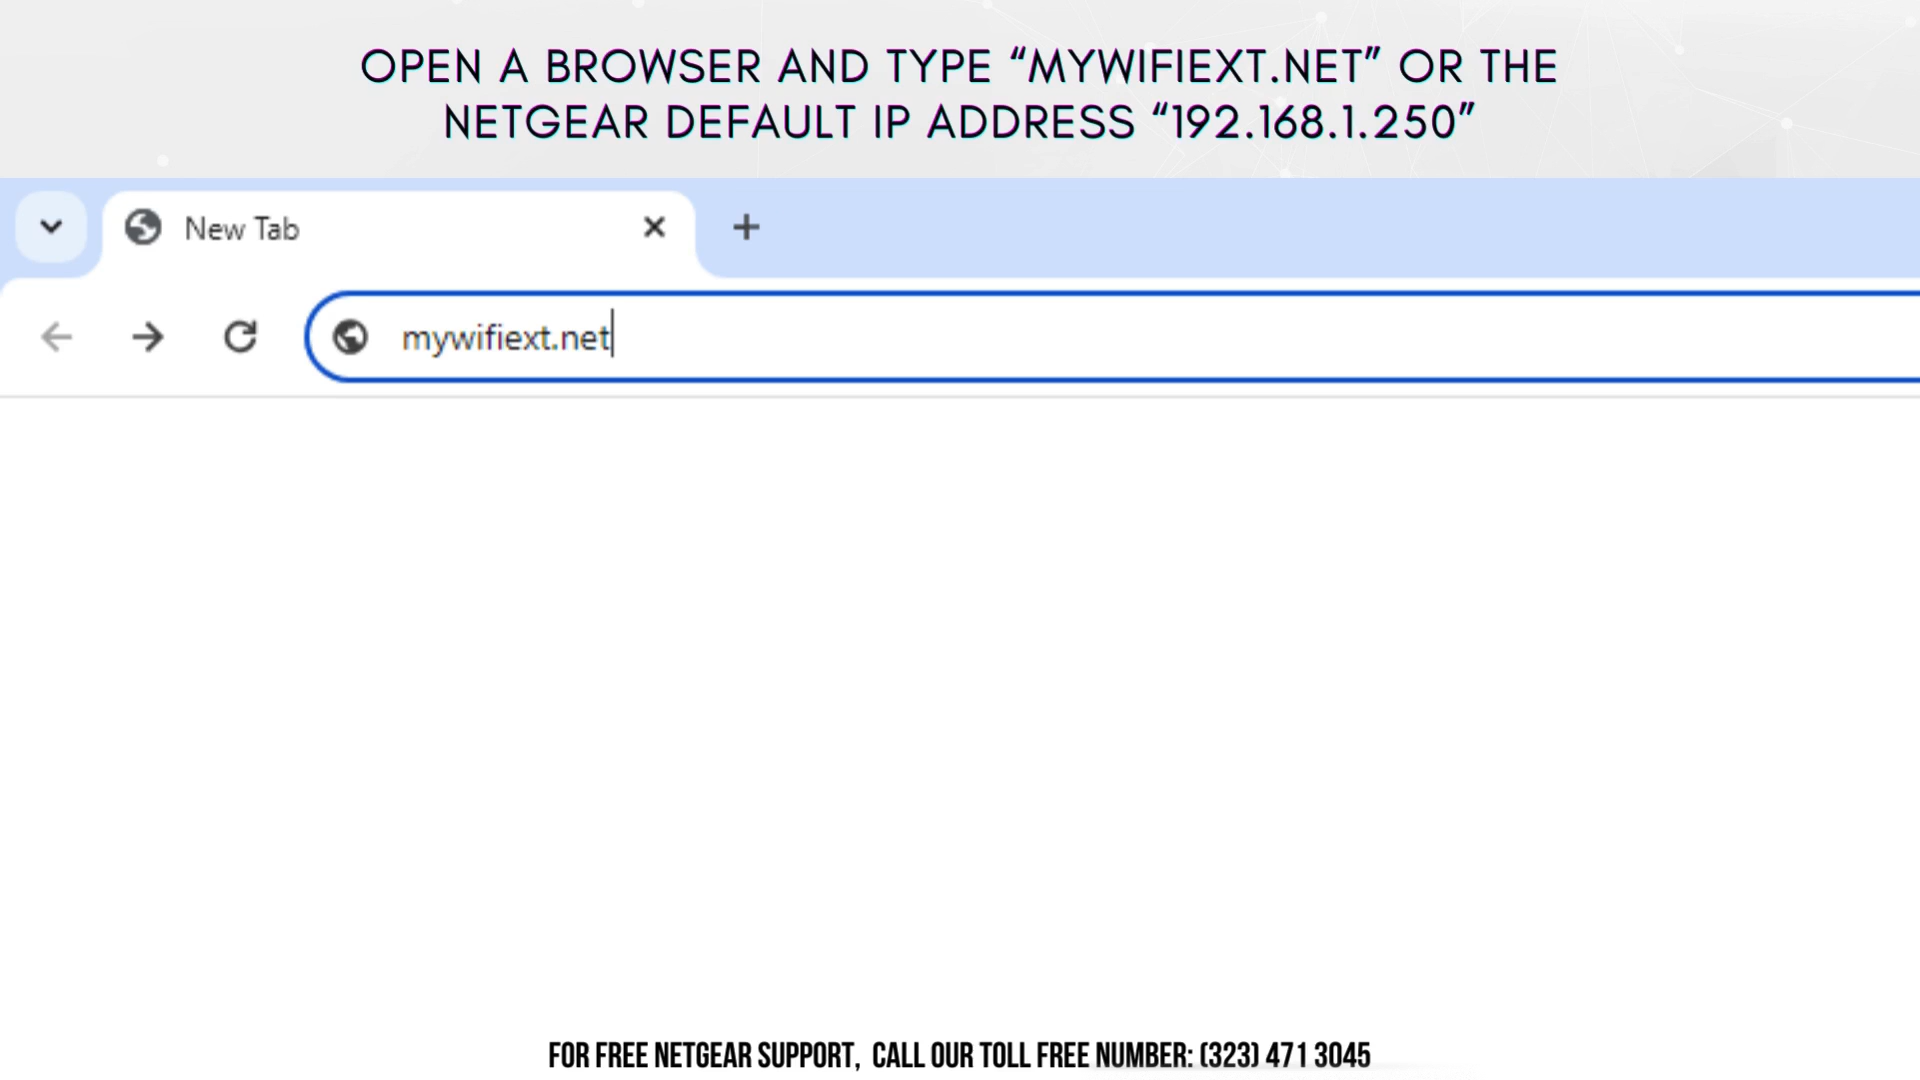 OPEN A BROWSER AND TYPE “MYWIFIEXT.NET” OR THE
NETGEAR DEFAULT IP ADDRESS “192.168.1.250”
New Tab
mywifiext.net
FOR FREE NETGEAR SUPPORT, CALL OUR TOLL FREE NUMBER: (323) 471 3045